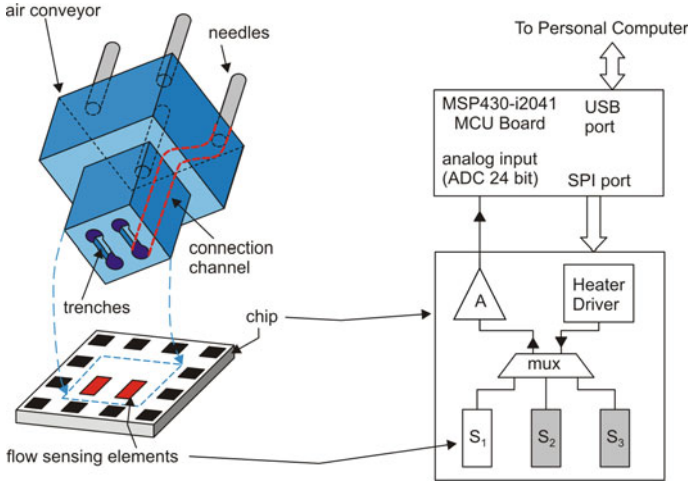 air conveyor
needles
connection
channel
trenches
chip
flow sensing elements
To Personal Computer
MSP430-i2041
MCU Board
USB
port
analog input
(ADC 24 bit)
SPI port
A
Heater
Driver
mux
S1
S2
S3